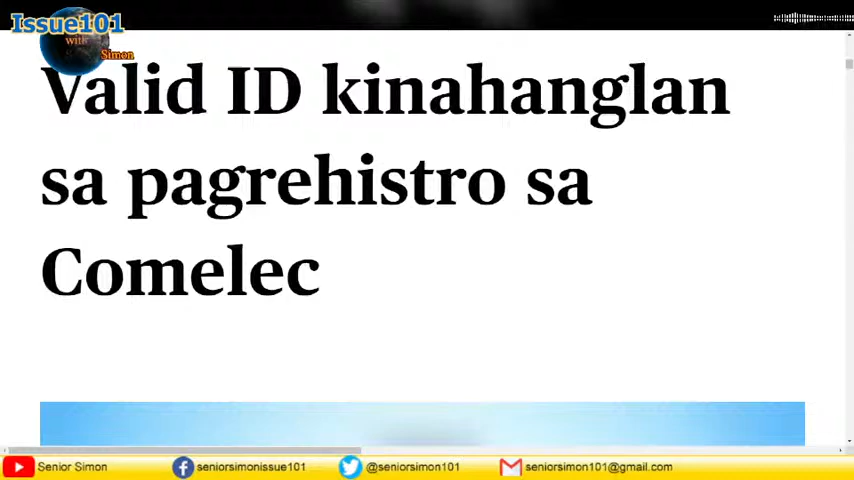 Issue101
with
Simon
Valid ID kinahanglan
sa pagrehistro sa
Comelec
Senior Simon
seniorsimonissue101
@seniorsimon101
seniorsimon101@gmail.com